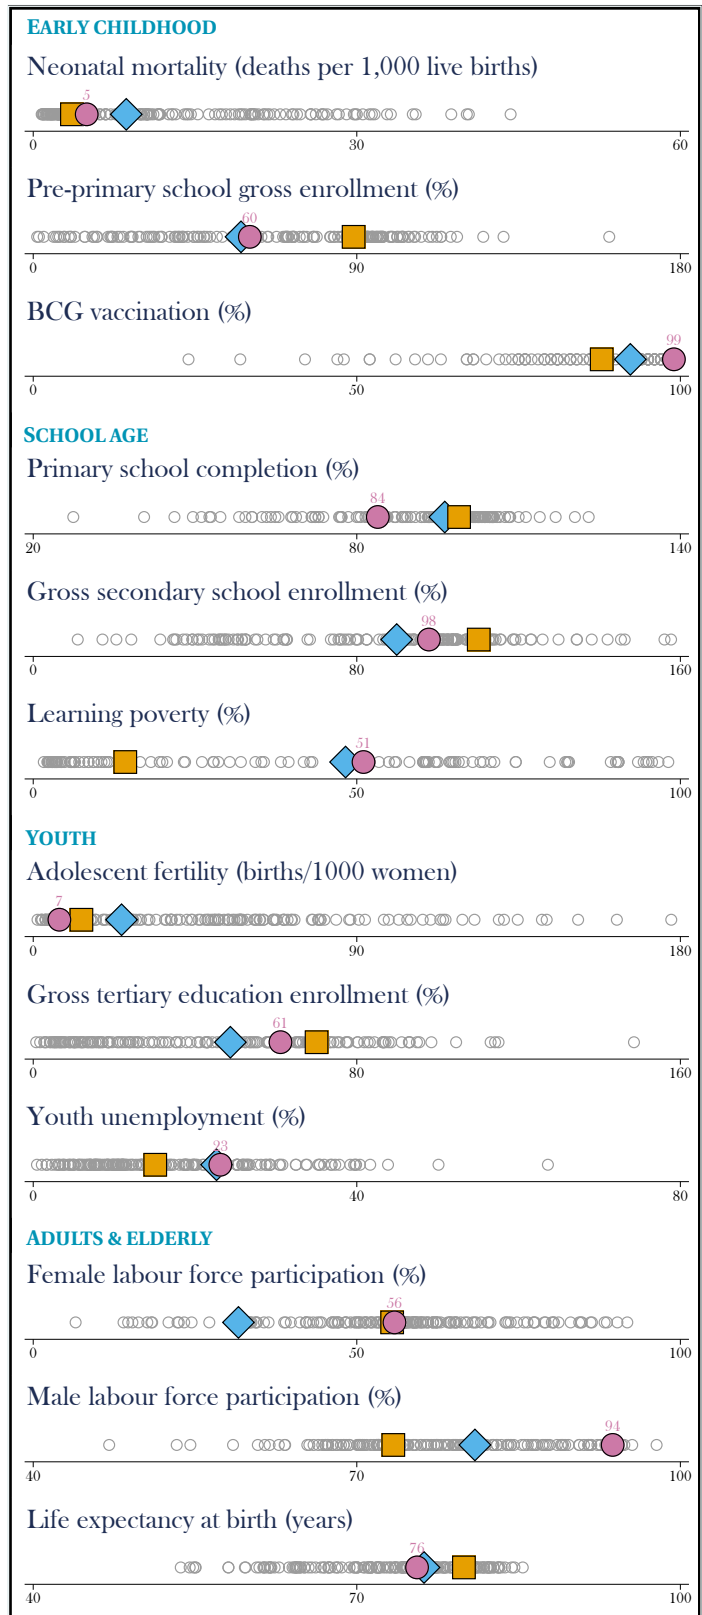 EARLY CHILDHOOD
Neonatal mortality (deaths per 1,000 live births)
5
0 30 60
Pre-primary school gross enrollment (%)
60
0 90 180
BCG vaccination (%)
99
0 50 100
SCHOOL AGE
Primary school completion (%)
84
20 80 140
Gross secondary school enrollment (%)
98
0 80 160
Learning poverty (%)
51
0 50 100
YOUTH
Adolescent fertility (births/1000 women)
7
0 90 180
Gross tertiary education enrollment (%)
61
0 80 160
Youth unemployment (%)
23
0 40 80
ADULTS & ELDERLY
Female labour force participation (%)
56
0 50 100
Male labour force participation (%)
94
40 70 100
Life expectancy at birth (years)
76
40 70 100